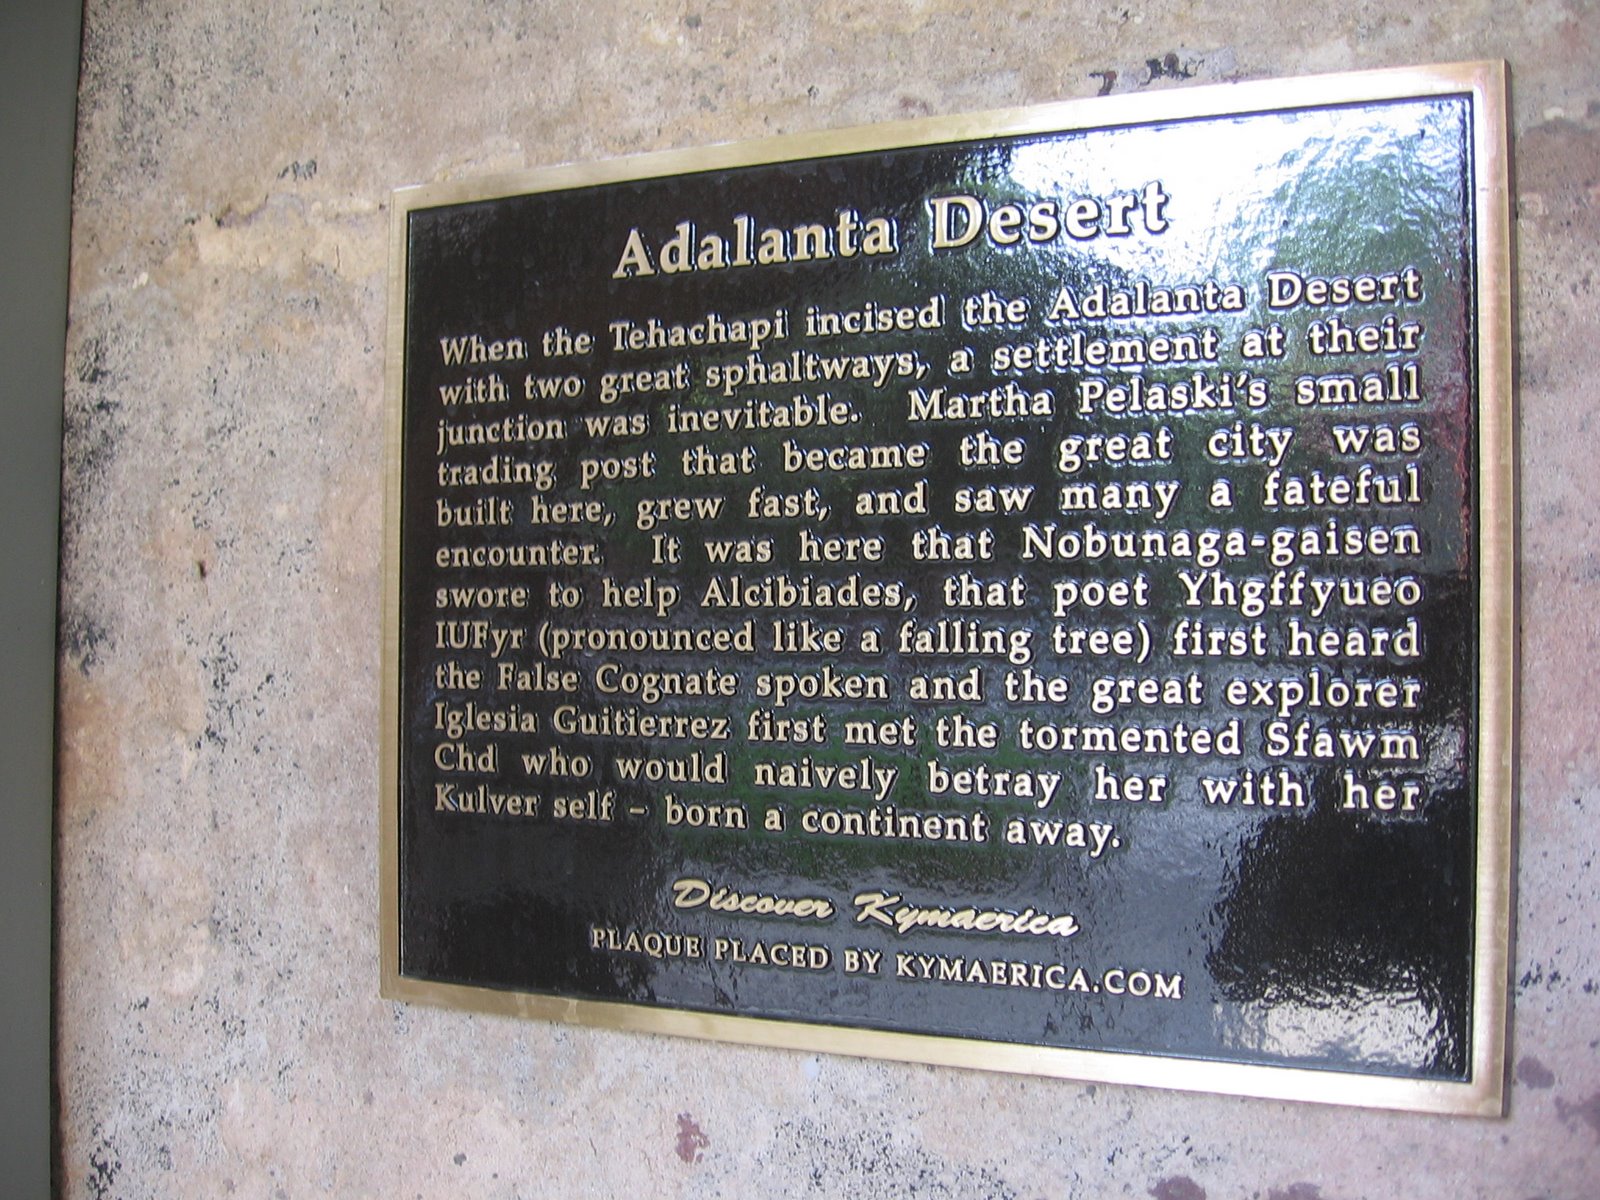 Adalanta Desert
When the Tehachapi incised the Adalanta Desert
with two great sphaltways, a settlement at their
junction was inevitable. Martha Pelaski's small
trading post that became the great city was
built here, grew fast, and saw many a fateful
encounter. It was here that Nobunaga-gaisen
swore to help Alcibiades, that poet Yhgffyueo
IUFyr (pronounced like a falling tree) first heard
the False Cognate spoken and the great explorer
Iglesia Guitierrez first met the tormented Sfawm
Chd who would naively betray her with her
Kulver self – born a continent away.
Discover Kymaerica
PLAQUE PLACED BY KYMAERICA.COM